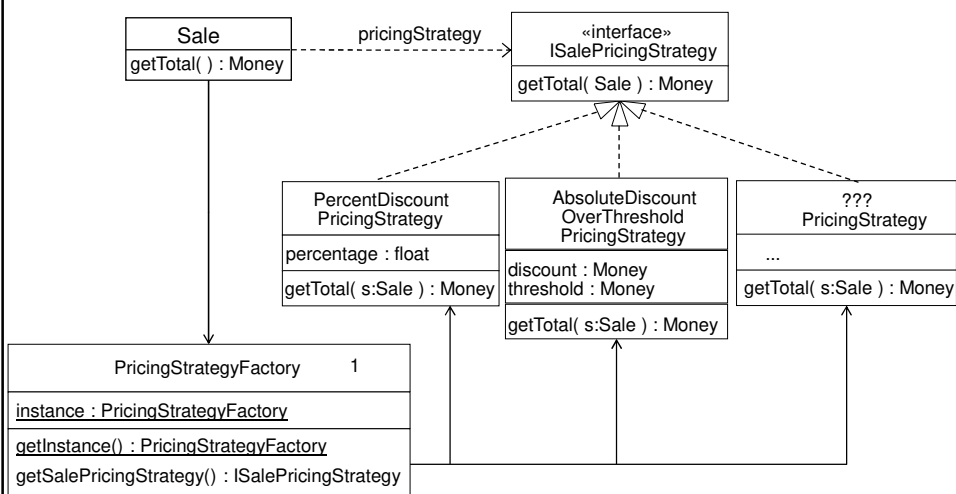 Sale
getTotal( ) : Money
pricingStrategy
«interface»
ISalePricingStrategy
getTotal( Sale ) : Money
PercentDiscount
PricingStrategy
percentage : float
getTotal( s:Sale ) : Money
AbsoluteDiscount
OverThreshold
PricingStrategy
discount : Money
threshold : Money
getTotal( s:Sale ) : Money
???
PricingStrategy
...
getTotal( s:Sale ) : Money
PricingStrategyFactory 1
instance : PricingStrategyFactory
getInstance() : PricingStrategyFactory
getSalePricingStrategy() : ISalePricingStrategy